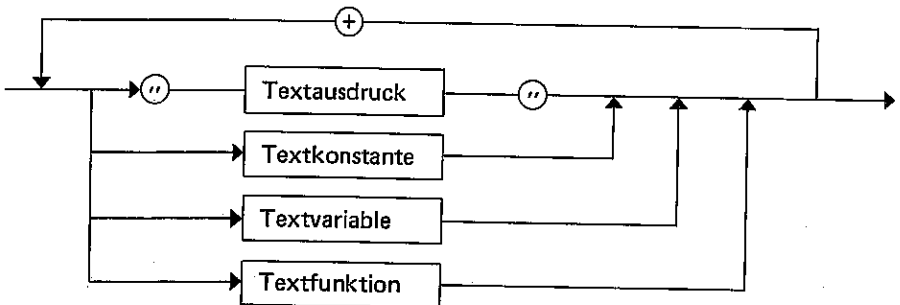 +
" Textausdruck "
Textkonstante
Textvariable
Textfunktion